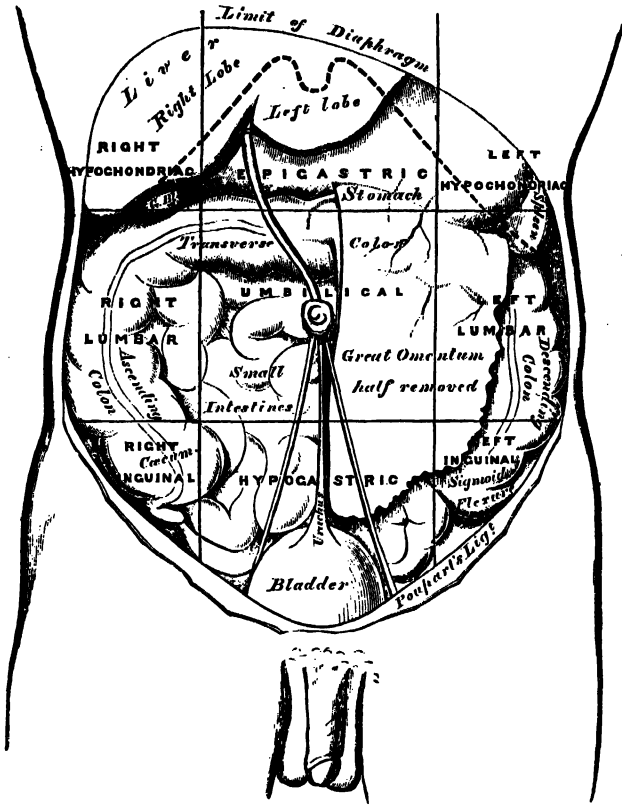 Limit of Diaphragm
Liver
Right Lobe
Left lobe
RIGHT
HYPOCHONDRIAC
EPIGASTRIC
LEFT
HYPOCHONDRIAC
Stomach
Spleen
G.B.
Transverse
Colon
UMBILICAL
RIGHT
LUMBAR
LEFT
LUMBAR
Ascending
Colon
Descending
Colon
Small
Intestines
Great Omentum
half removed
RIGHT
INGUINAL
Cæcum
HYPOGASTRIC
LEFT
INGUINAL
Sigmoid
Flexure
Urachus
Bladder
Poupart's Ligt